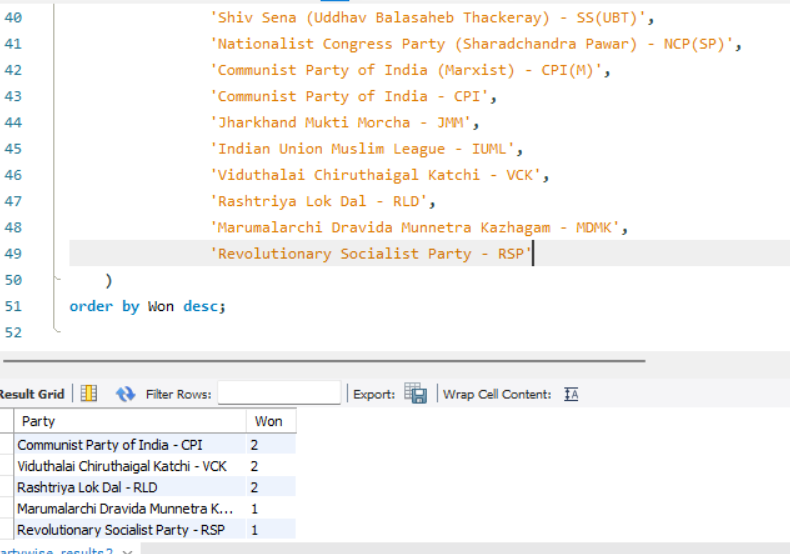 40 'Shiv Sena (Uddhav Balasaheb Thackeray) - SS(UBT)',
41 'Nationalist Congress Party (Sharadchandra Pawar) - NCP(SP)',
42 'Communist Party of India (Marxist) - CPI(M)',
43 'Communist Party of India - CPI',
44 'Jharkhand Mukti Morcha - JMM',
45 'Indian Union Muslim League - IUML',
46 'Viduthalai Chiruthaigal Katchi - VCK',
47 'Rashtriya Lok Dal - RLD',
48 'Marumalarchi Dravida Munnetra Kazhagam - MDMK',
49 'Revolutionary Socialist Party - RSP'
50 )
51 order by Won desc;
52
Result Grid Filter Rows: Export: Wrap Cell Content: IA
Party Won
Communist Party of India - CPI 2
Viduthalai Chiruthaigal Katchi - VCK 2
Rashtriya Lok Dal - RLD 2
Marumalarchi Dravida Munnetra K... 1
Revolutionary Socialist Party - RSP 1